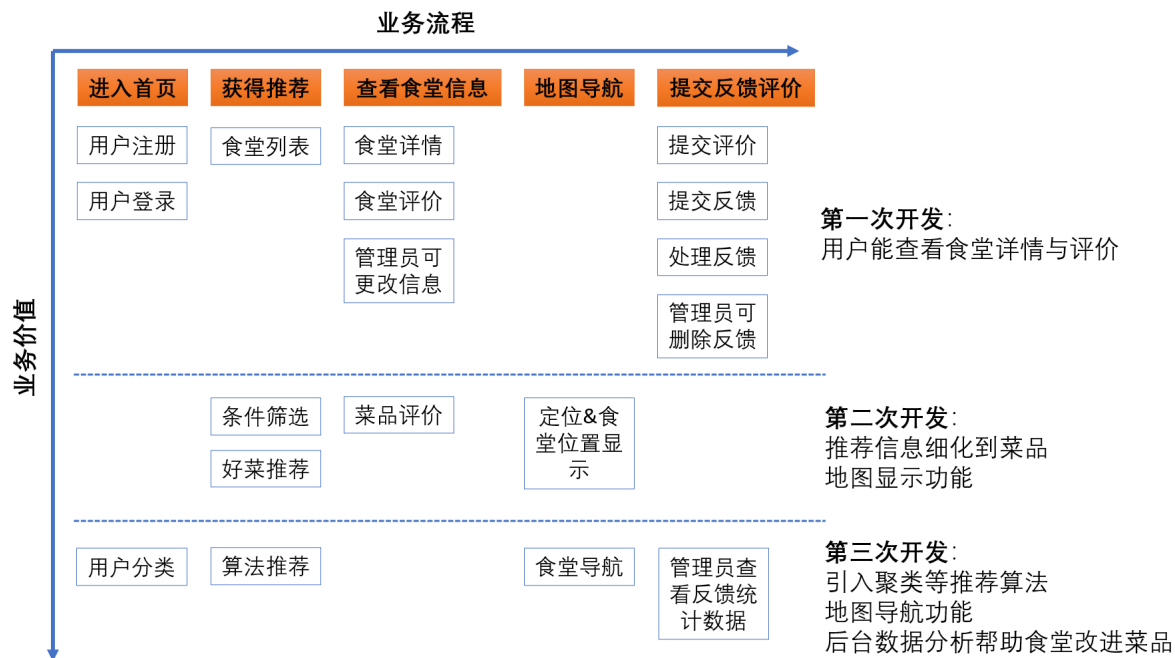 业务流程
业务价值
进入首页
获得推荐
查看食堂信息
地图导航
提交反馈评价
用户注册
食堂列表
食堂详情
提交评价
用户登录
食堂评价
提交反馈
管理员可
更改信息
处理反馈
管理员可
删除反馈
第一次开发:
用户能查看食堂详情与评价
条件筛选
菜品评价
定位&食
堂位置显
示
好菜推荐
第二次开发:
推荐信息细化到菜品
地图显示功能
用户分类
算法推荐
食堂导航
管理员查
看反馈统
计数据
第三次开发:
引入聚类等推荐算法
地图导航功能
后台数据分析帮助食堂改进菜品